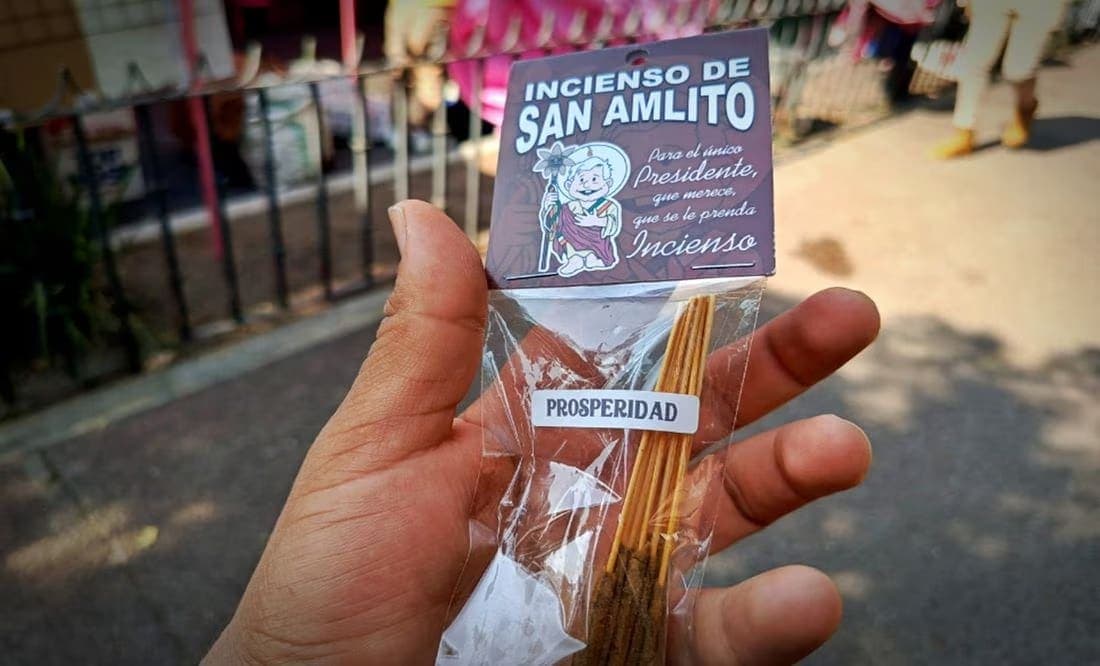 INCIENSO DE
SAN AMLITO
Para el único
Presidente,
que merece,
que se le prenda
Incienso
PROSPERIDAD